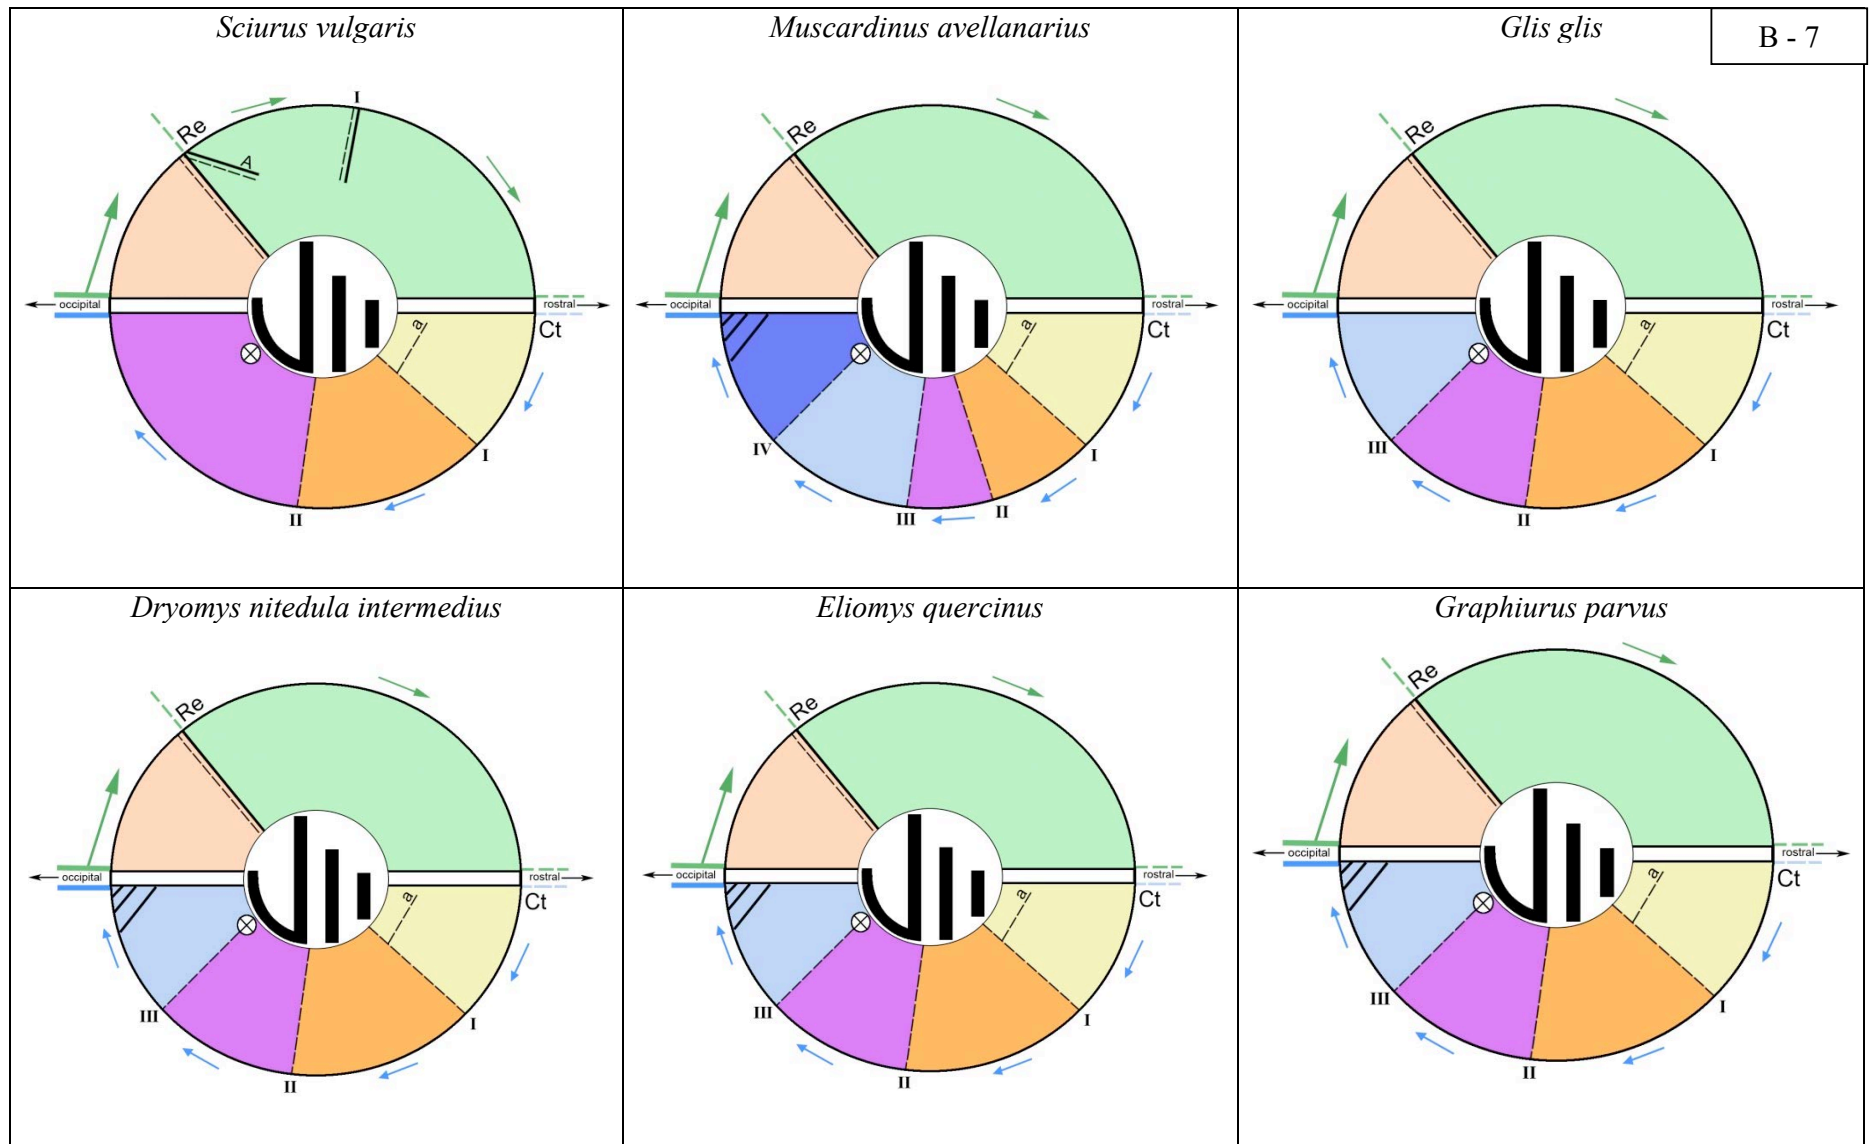 Sciurus vulgaris
Muscardinus avellanarius
Glis glis
B - 7
I
Re
A
occipital
rostral
Ct
a
I
II
Re
occipital
rostral
Ct
a
I
II
III
IV
Re
occipital
rostral
Ct
a
I
II
III
Dryomys nitedula intermedius
Eliomys quercinus
Graphiurus parvus
Re
occipital
rostral
Ct
a
I
II
III
Re
occipital
rostral
Ct
a
I
II
III
Re
occipital
rostral
Ct
a
I
II
III